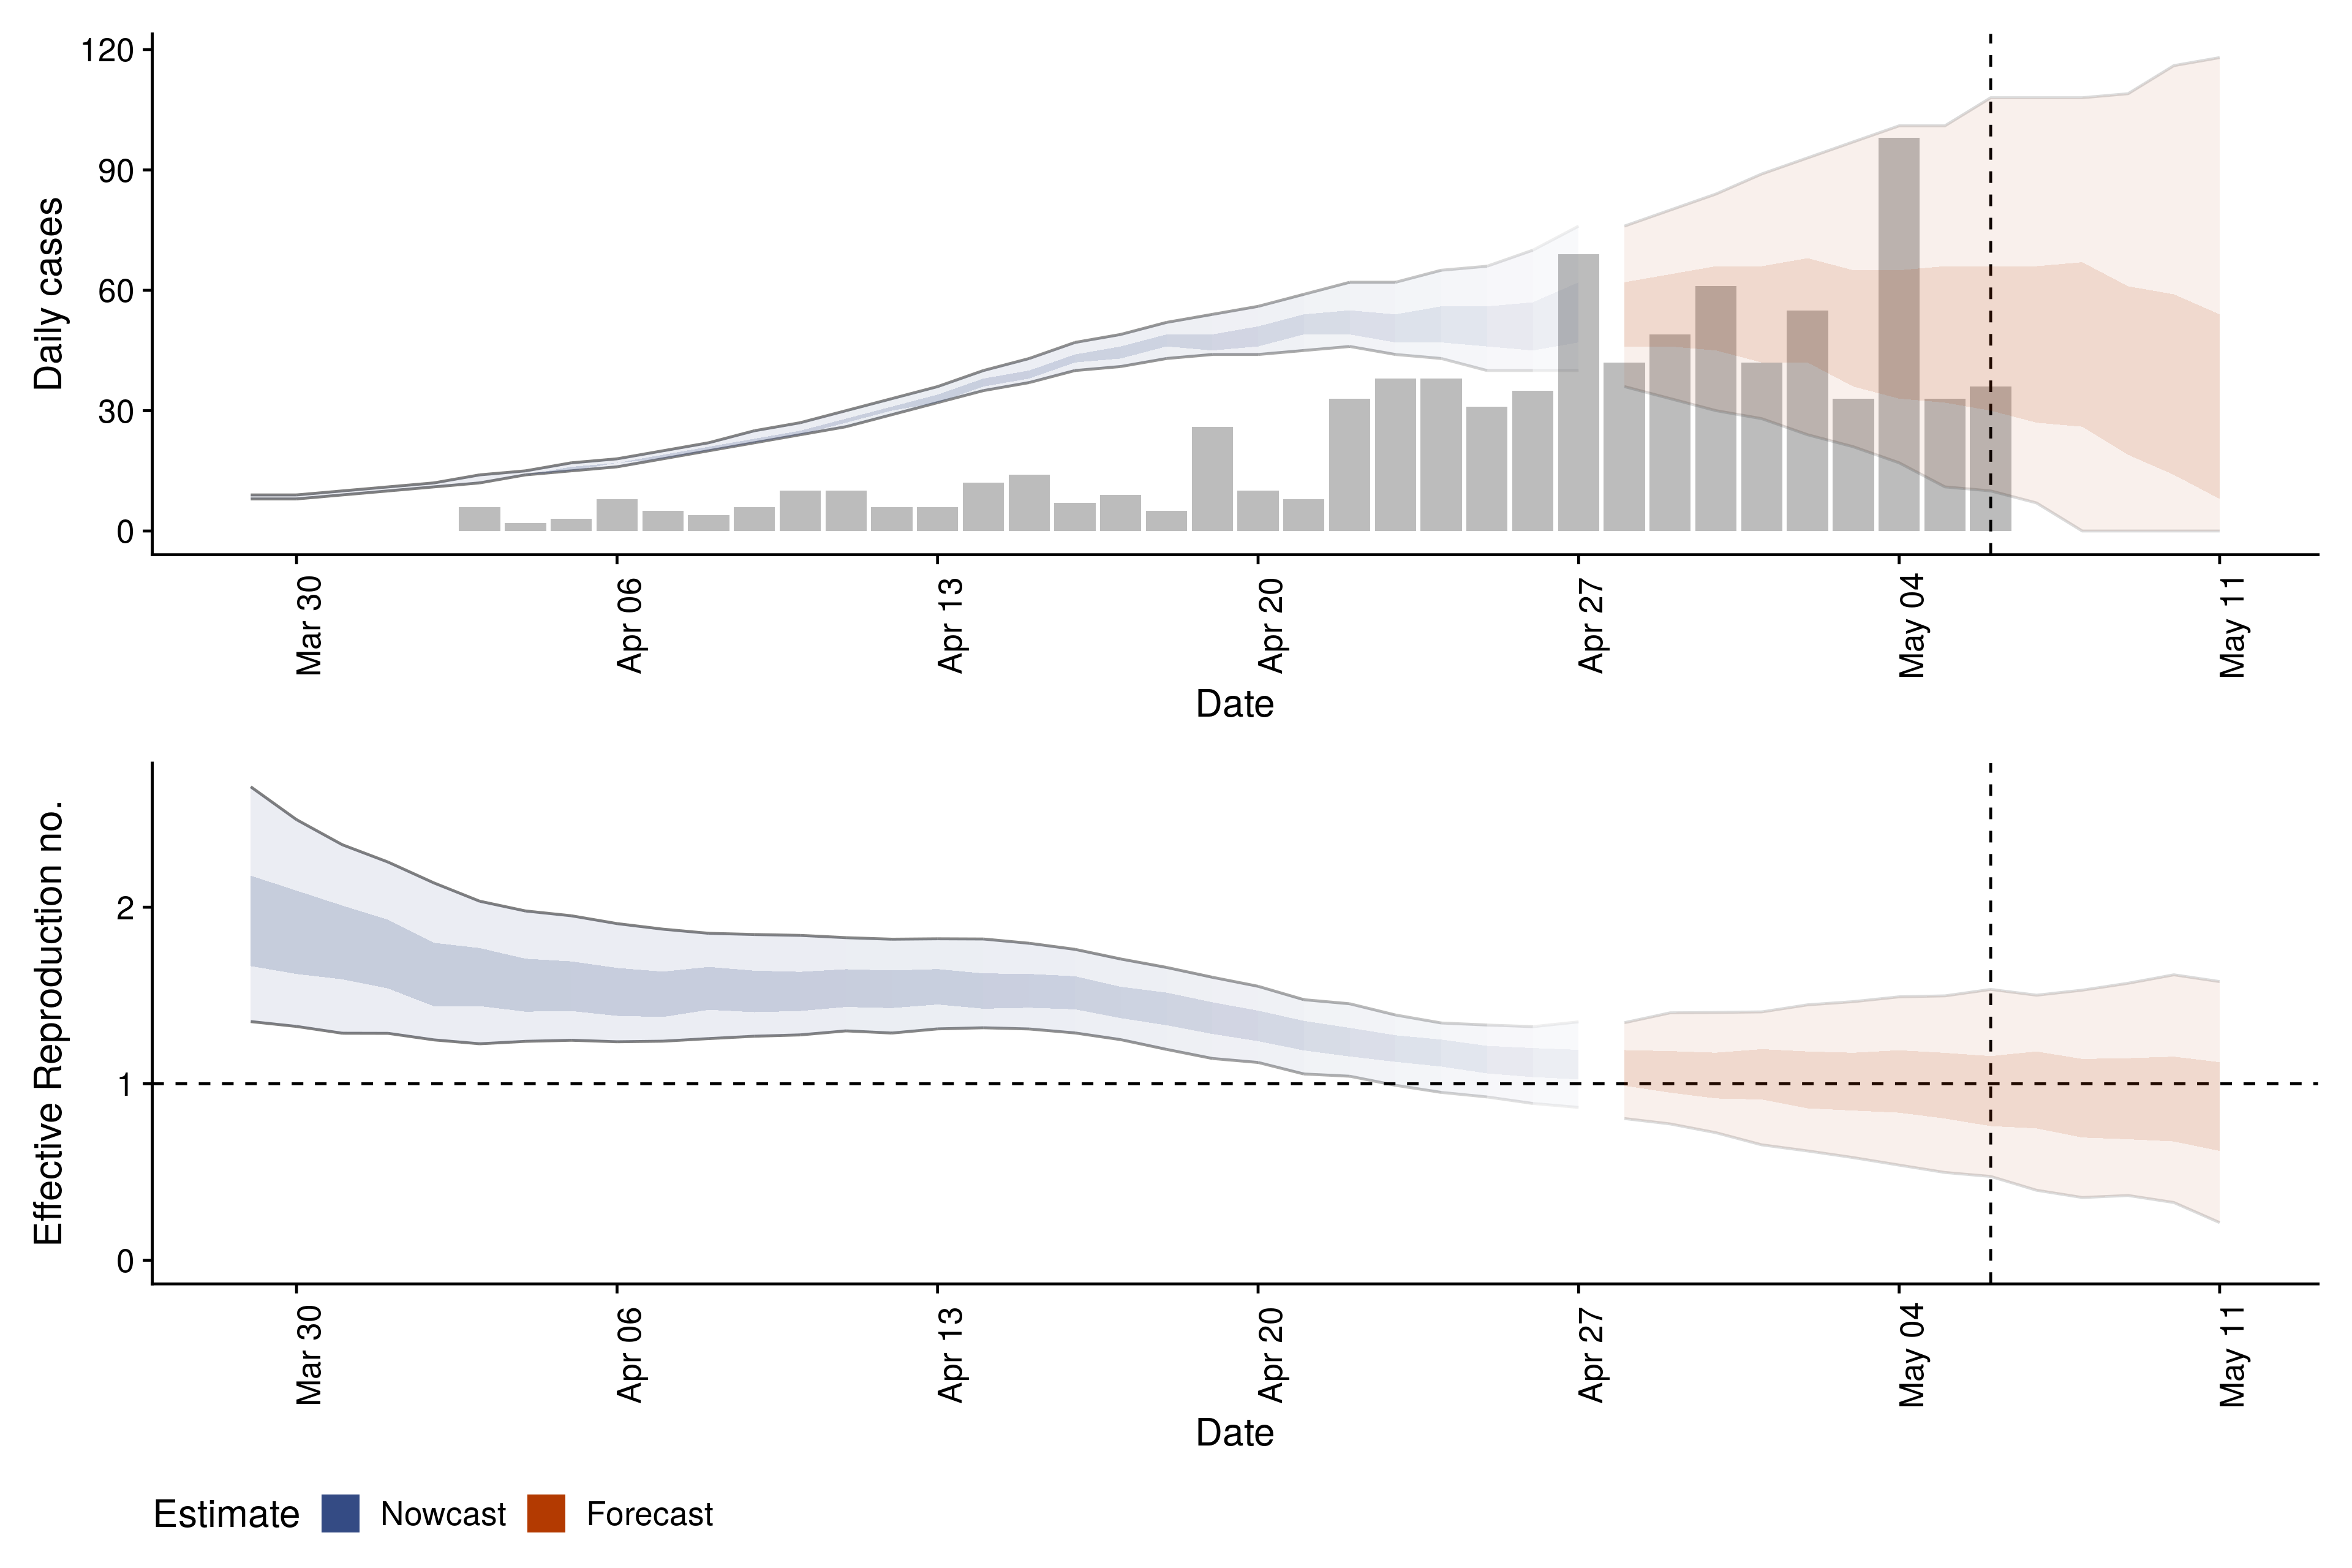 Daily cases
120
90
60
30
0
Mar 30
Apr 06
Apr 13
Apr 20
Apr 27
May 04
May 11
Date
Effective Reproduction no.
2
1
0
Mar 30
Apr 06
Apr 13
Apr 20
Apr 27
May 04
May 11
Date
Estimate Nowcast Forecast